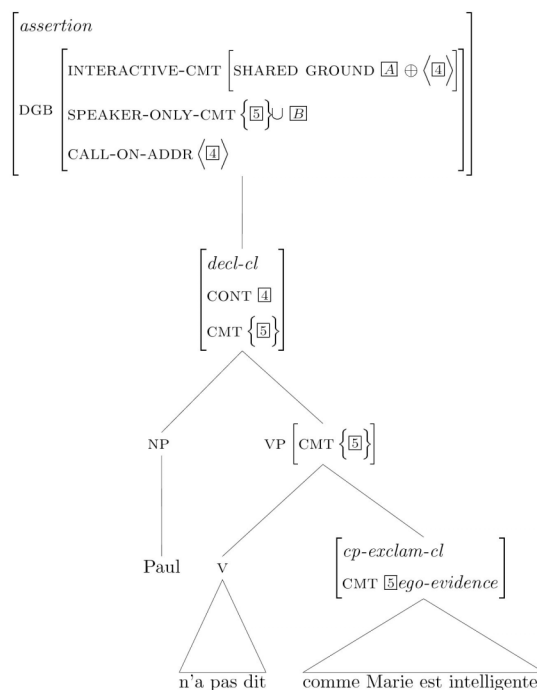 assertion
INTERACTIVE-CMT [SHARED GROUND A ⊕ ⟨4⟩]
DGB
SPEAKER-ONLY-CMT {5} ∪ B
CALL-ON-ADDR ⟨4⟩
decl-cl
CONT 4
CMT {5}
NP
VP [CMT {5}]
Paul
V
cp-exclam-cl
CMT 5 ego-evidence
n'a pas dit
comme Marie est intelligente